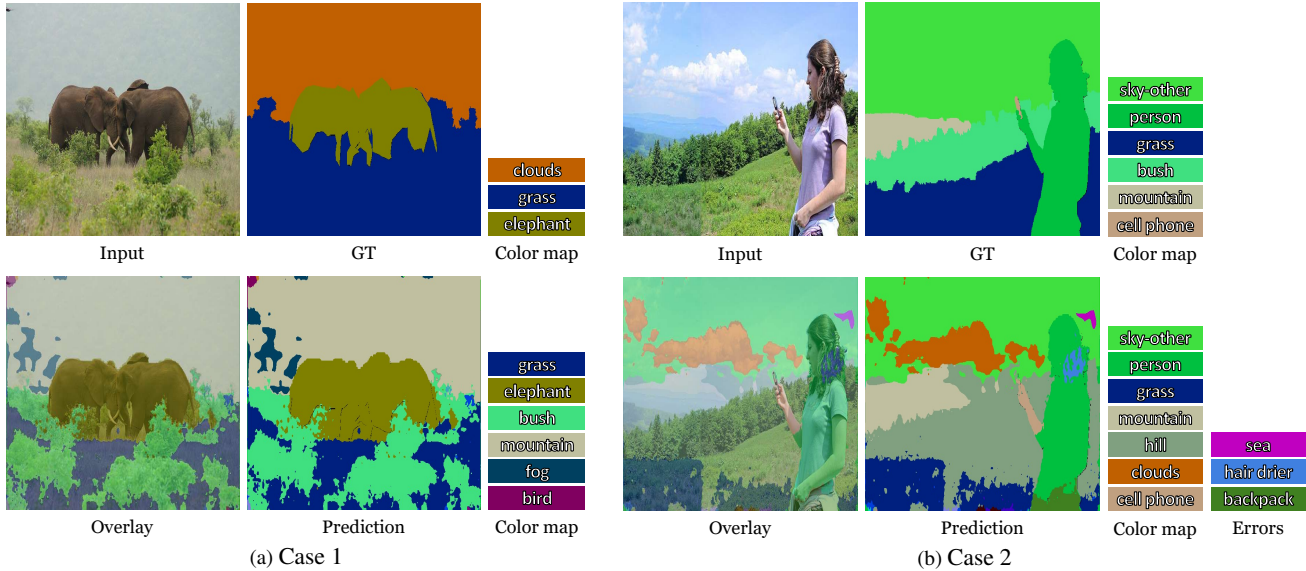 clouds
grass
elephant
Input
GT
Color map
grass
elephant
bush
mountain
fog
bird
Overlay
Prediction
Color map
(a) Case 1
sky-other
person
grass
bush
mountain
cell phone
Input
GT
Color map
sky-other
person
grass
mountain
hill
clouds
cell phone
sea
hair drier
backpack
Overlay
Prediction
Color map
Errors
(b) Case 2